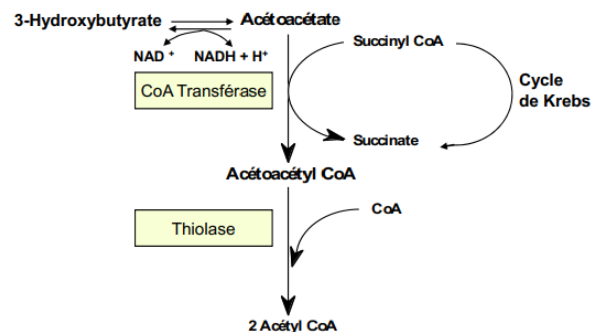 3-Hydroxybutyrate
Acétoacétate
NAD +
NADH + H+
Succinyl CoA
CoA Transférase
Cycle
de Krebs
Succinate
Acétoacétyl CoA
Thiolase
CoA
2 Acétyl CoA